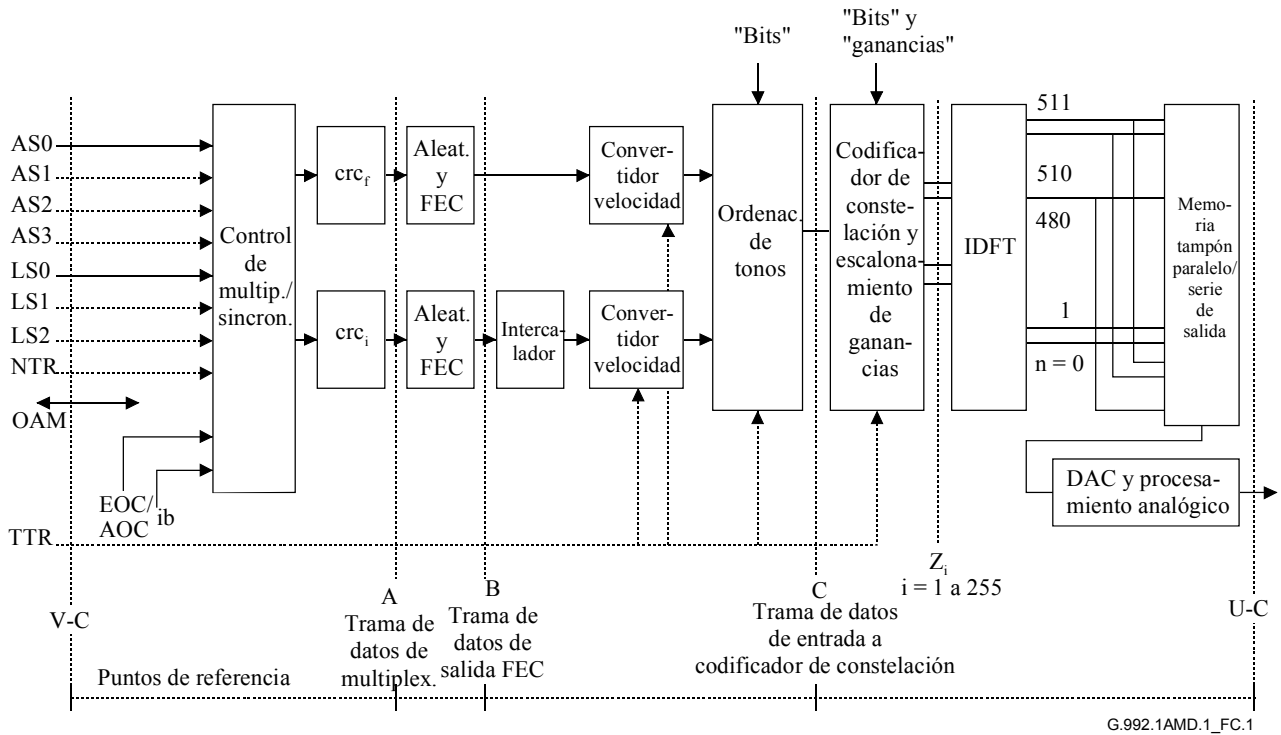 "Bits"
"Bits" y
"ganancias"
AS0
AS1
AS2
AS3
LS0
LS1
LS2
NTR
OAM
EOC/
AOC
ib
TTR
Control
de
multip./
sincron.
crcf
crci
Aleat.
y
FEC
Aleat.
y
FEC
Interca-
lador
Conver-
tidor
velocidad
Conver-
tidor
velocidad
Ordenac.
de
tonos
Codifica-
dor de
conste-
lación y
escalona-
miento
de
ganan-
cias
IDFT
511
510
480
1
n = 0
Memo-
ria
tampón
paralelo/
serie
de
salida
DAC y procesa-
miento analógico
V-C
A
Trama de
datos de
multiplex.
B
Trama de
datos de
salida FEC
C
Trama de datos
de entrada a
codificador de constelación
Zi
i = 1 a 255
U-C
Puntos de referencia
G.992.1AMD.1_FC.1